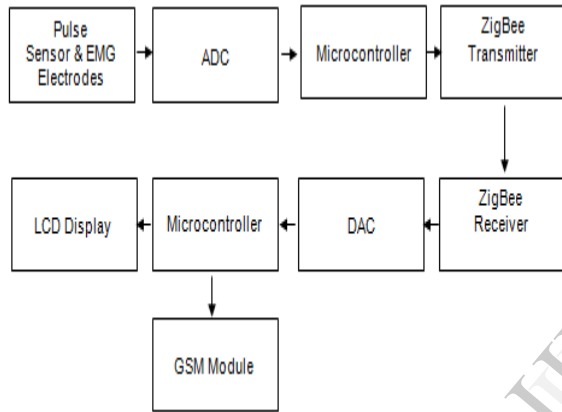 Pulse
Sensor & EMG
Electrodes
ADC
Microcontroller
ZigBee
Transmitter
LCD Display
Microcontroller
DAC
ZigBee
Receiver
GSM Module